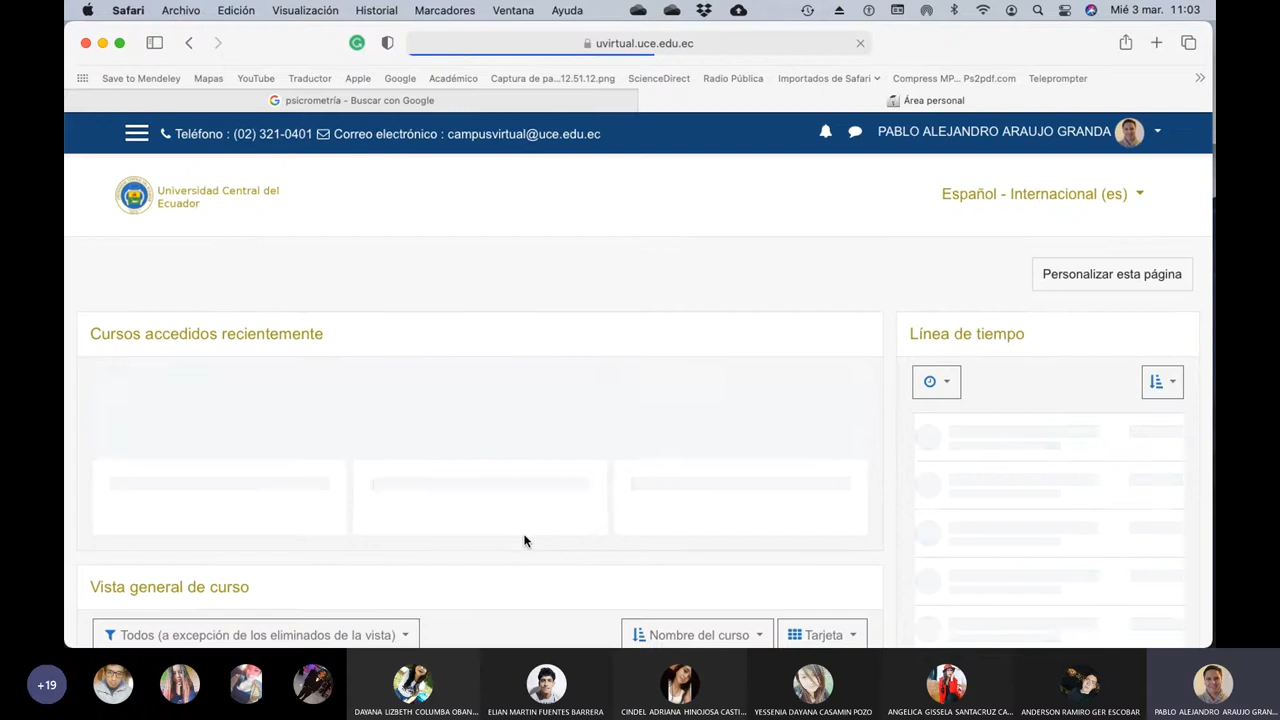 Safari Archivo Edición Visualización Historial Marcadores Ventana Ayuda Mié 3 mar. 11:03
uvirtual.uce.edu.ec
Save to Mendeley Mapas YouTube Traductor Apple Google Académico Captura de pa...12.51.12.png ScienceDirect Radio Pública Importados de Safari Compress MP... Ps2pdf.com Teleprompter
psicrometría - Buscar con Google Área personal
Teléfono : (02) 321-0401 Correo electrónico : campusvirtual@uce.edu.ec PABLO ALEJANDRO ARAUJO GRANDA
Universidad Central del
Ecuador
Español - Internacional (es)
Personalizar esta página
Cursos accedidos recientemente
Línea de tiempo
Vista general de curso
Todos (a excepción de los eliminados de la vista) Nombre del curso Tarjeta
+19
DAYANA LIZBETH COLUMBA OBAN... ELIAN MARTIN FUENTES BARRERA CINDEL ADRIANA HINOJOSA CASTI... YESSENIA DAYANA CASAMIN POZO ANGELICA GISSELA SANTACRUZ CA... ANDERSON RAMIRO GER ESCOBAR PABLO ALEJANDRO ARAUJO GRAN...